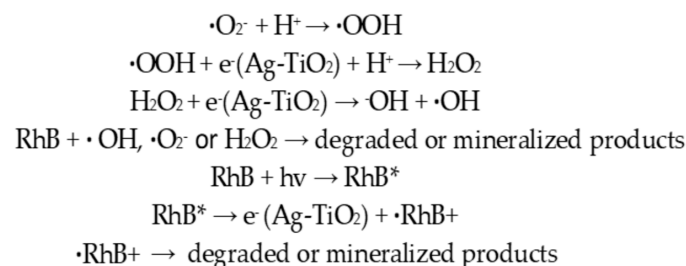 ·O₂⁻ + H⁺ → ·OOH
·OOH + e⁻(Ag-TiO₂) + H⁺ → H₂O₂
H₂O₂ + e⁻(Ag-TiO₂) → ⁻OH + ·OH
RhB + · OH, ·O₂⁻ or H₂O₂ → degraded or mineralized products
RhB + hν → RhB*
RhB* → e⁻ (Ag-TiO₂) + ·RhB+
·RhB+ → degraded or mineralized products